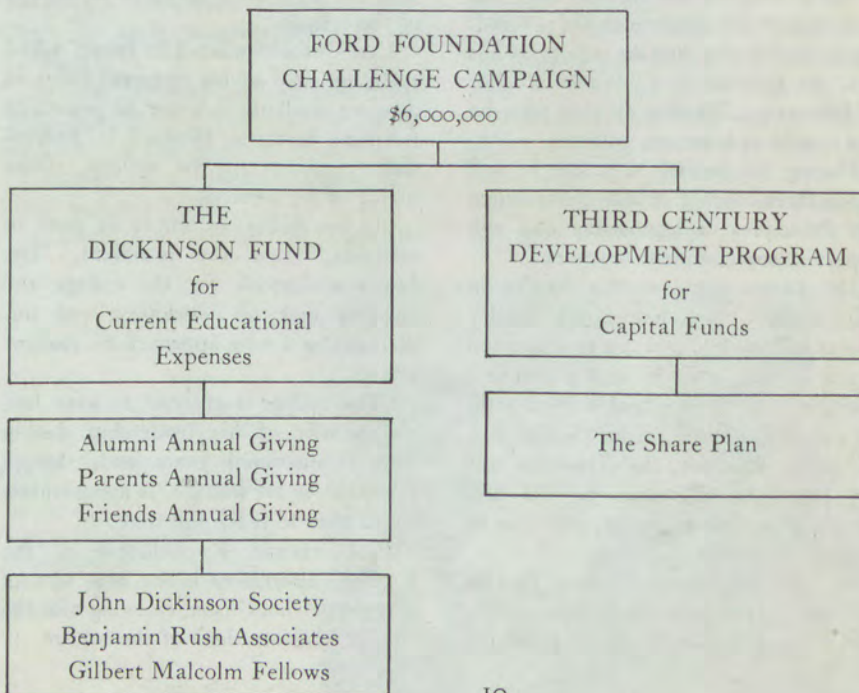 FORD FOUNDATION
CHALLENGE CAMPAIGN
$6,000,000
THE
DICKINSON FUND
for
Current Educational
Expenses
Alumni Annual Giving
Parents Annual Giving
Friends Annual Giving
John Dickinson Society
Benjamin Rush Associates
Gilbert Malcolm Fellows
THIRD CENTURY
DEVELOPMENT PROGRAM
for
Capital Funds
The Share Plan